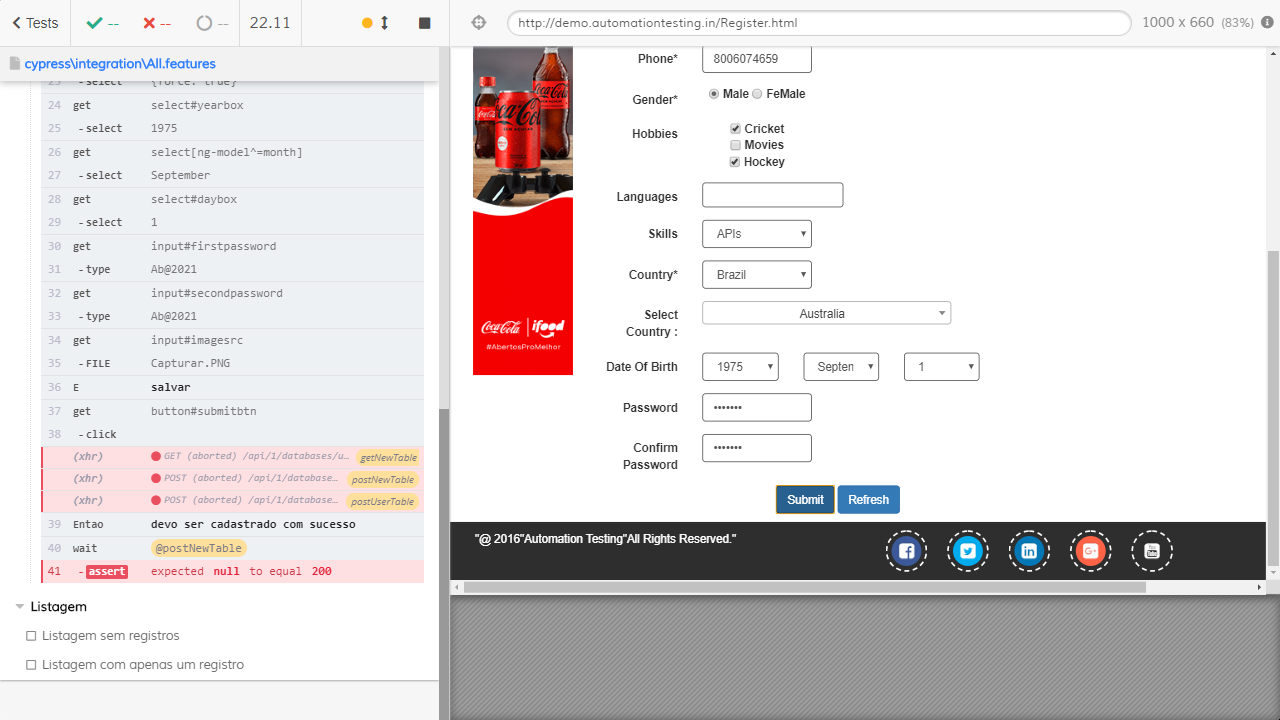 Tests
--
--
--
22.11
http://demo.automationtesting.in/Register.html
1000 x 660 (83%)
cypress\integration\All.features
23 -select {force: true}
24 get select#yearbox
25 -select 1975
26 get select[ng-model^=month]
27 -select September
28 get select#daybox
29 -select 1
30 get input#firstpassword
31 -type Ab@2021
32 get input#secondpassword
33 -type Ab@2021
34 get input#imagesrc
35 -FILE Capturar.PNG
36 E salvar
37 get button#submitbtn
38 -click
(xhr) GET (aborted) /api/1/databases/u... getNewTable
(xhr) POST (aborted) /api/1/database... postNewTable
(xhr) POST (aborted) /api/1/database... postUserTable
39 Entao devo ser cadastrado com sucesso
40 wait @postNewTable
41 -assert expected null to equal 200
Listagem
Listagem sem registros
Listagem com apenas um registro
Coca-Cola
Coca-Cola
Coca-Cola
Coca-Cola ifood
#AbertosProMelhor
Phone* 8006074659
Gender* Male FeMale
Hobbies Cricket
Movies
Hockey
Languages
Skills APIs
Country* Brazil
Select Country : Australia
Date Of Birth 1975 Septen 1
Password •••••••
Confirm Password •••••••
Submit Refresh
"@ 2016"Automation Testing"All Rights Reserved."